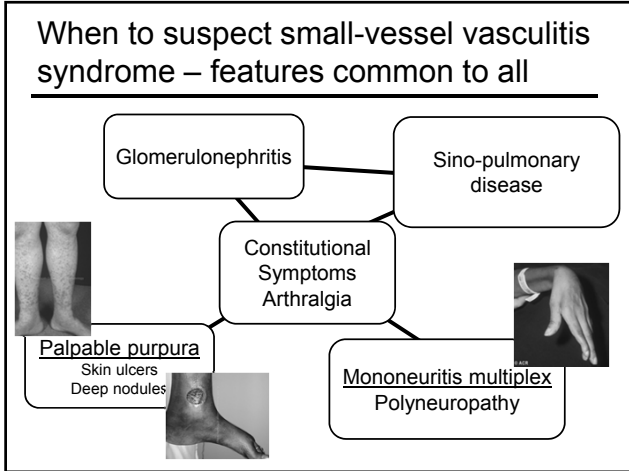 When to suspect small-vessel vasculitis
syndrome – features common to all
Glomerulonephritis
Sino-pulmonary
disease
Constitutional
Symptoms
Arthralgia
Palpable purpura
Skin ulcers
Deep nodules
Mononeuritis multiplex
Polyneuropathy
ACR